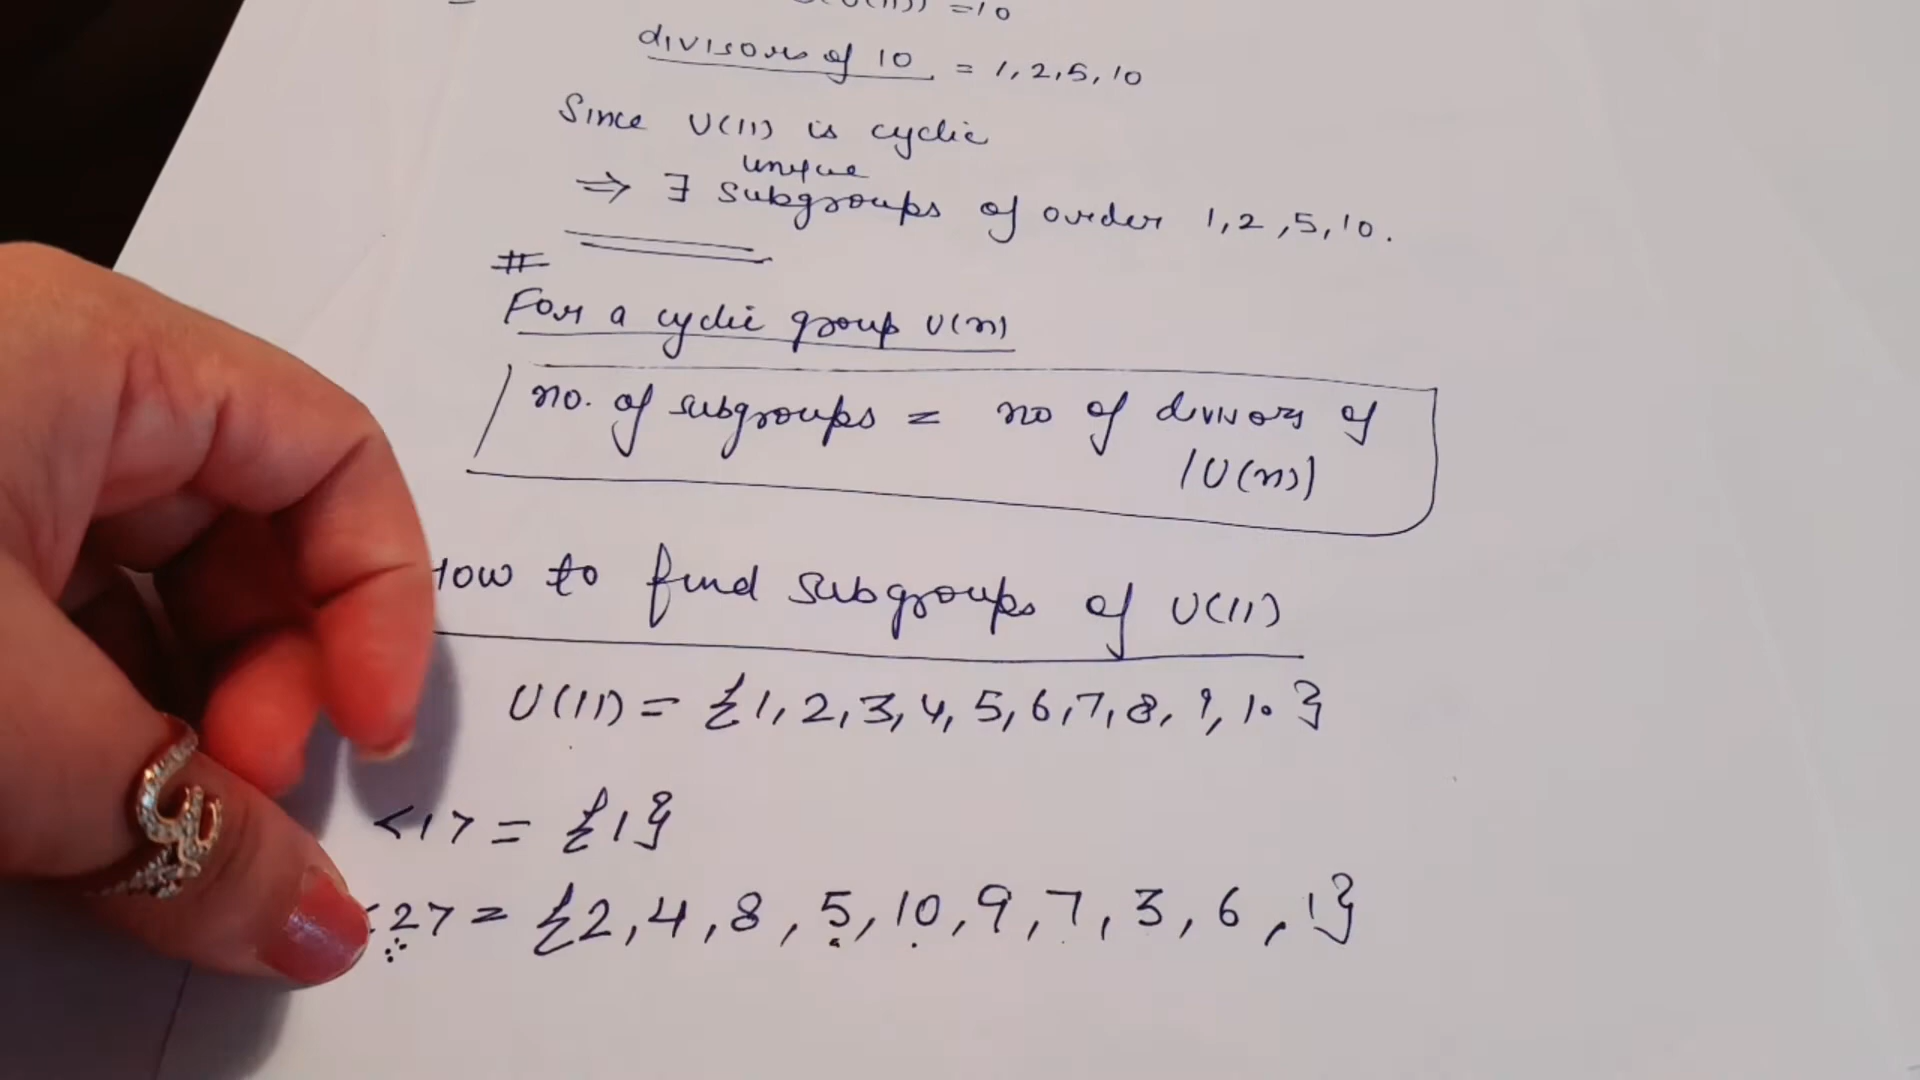 =10
divisors of 10 = 1, 2, 5, 10
Since U(11) is cyclic
unique
⇒ ∃ subgroups of order 1, 2, 5, 10.
#
For a cyclic group U(n)
no. of subgroups = no of divisors of
|U(n)|
How to find subgroups of U(11)
U(11) = {1, 2, 3, 4, 5, 6, 7, 8, 9, 10}
<1> = {1}
<2> = {2, 4, 8, 5, 10, 9, 7, 3, 6, 1}